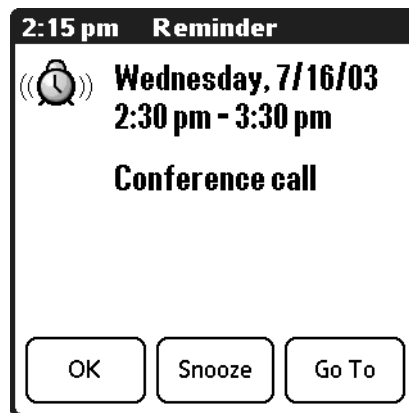 2:15 pm Reminder
Wednesday, 7/16/03
2:30 pm - 3:30 pm
Conference call
OK Snooze Go To